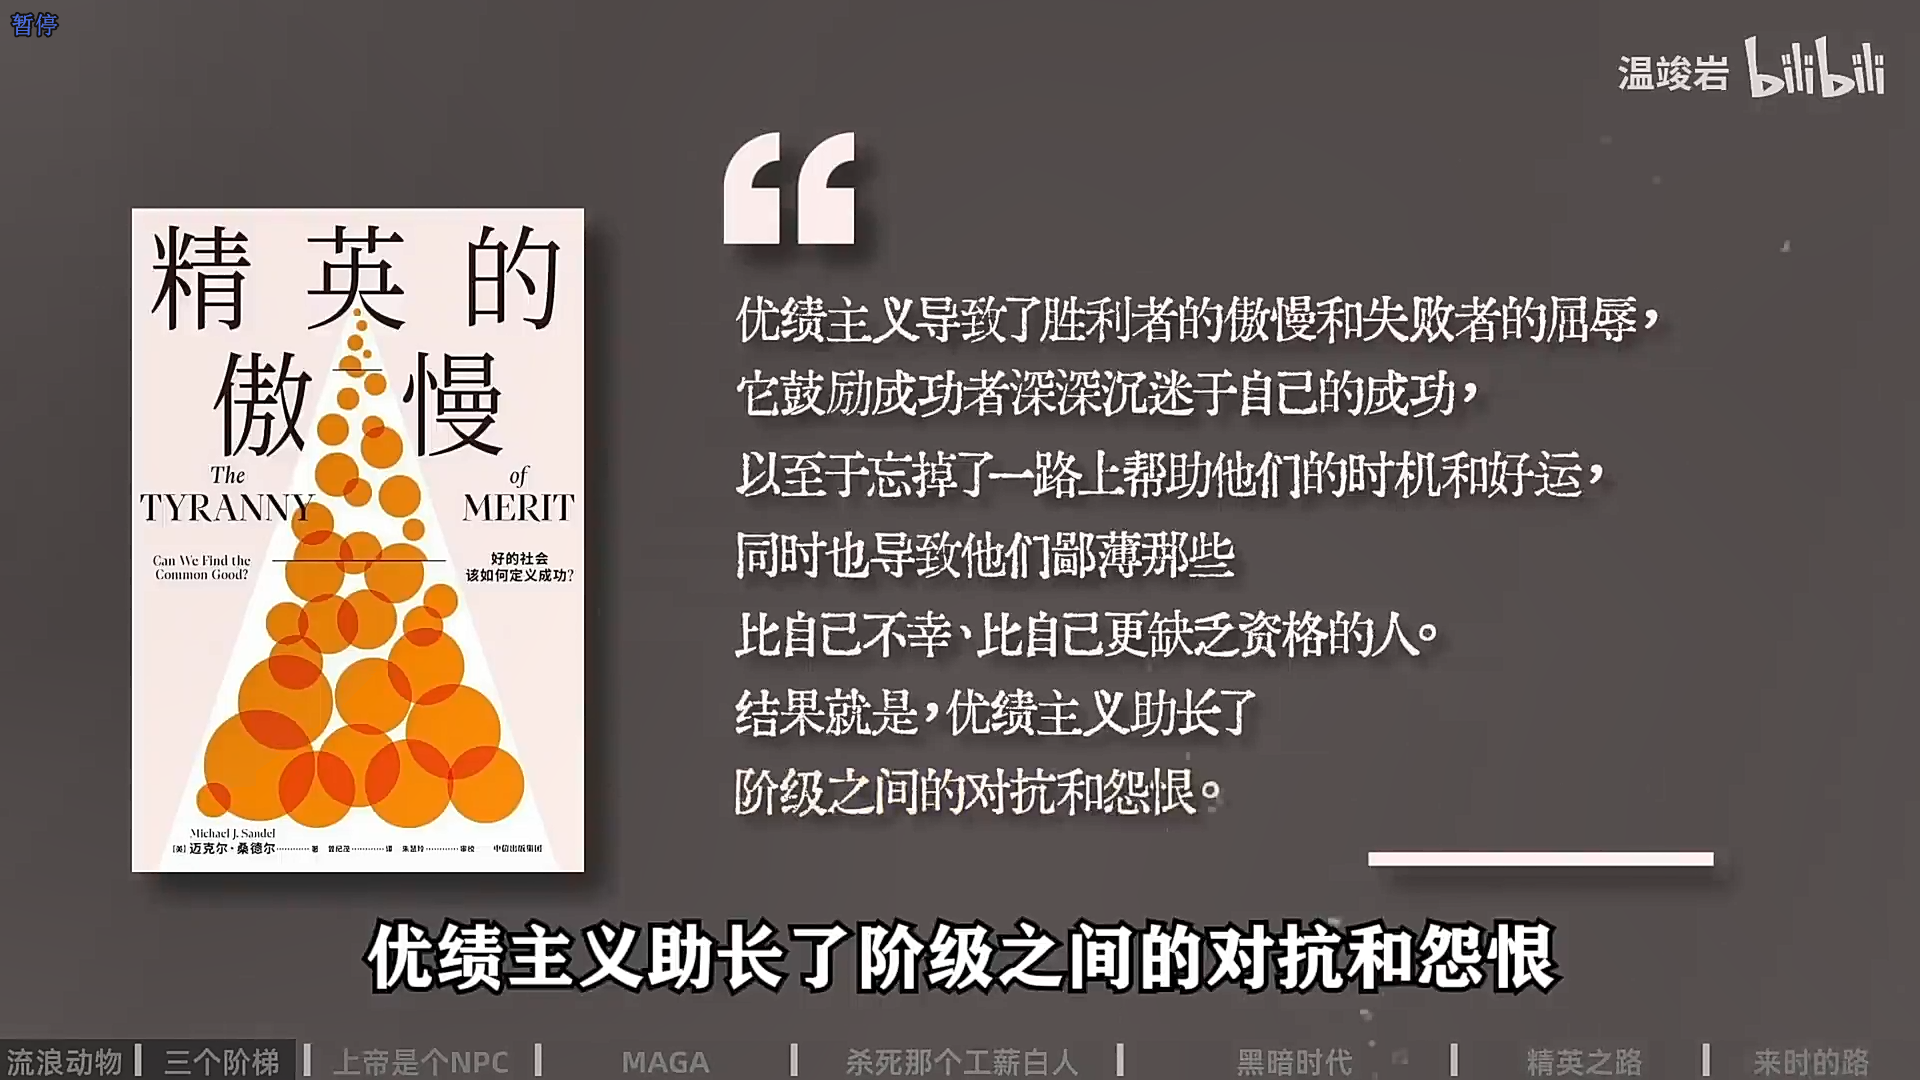 暂停
温竣岩 bilibili
精英的
傲慢
The of
TYRANNY MERIT
Can We Find the
Common Good?
好的社会
该如何定义成功?
Michael J. Sandel
[美] 迈克尔·桑德尔 著 曾纪茂 译 朱慧玲 审校 中信出版集团
“
优绩主义导致了胜利者的傲慢和失败者的屈辱,
它鼓励成功者深深沉迷于自己的成功,
以至于忘掉了一路上帮助他们的时机和好运,
同时也导致他们鄙薄那些
比自己不幸、比自己更缺乏资格的人。
结果就是,优绩主义助长了
阶级之间的对抗和怨恨。
优绩主义助长了阶级之间的对抗和怨恨
流浪动物 | 三个阶梯 | 上帝是个NPC | MAGA | 杀死那个工薪白人 | 黑暗时代 | 精英之路 | 来时的路